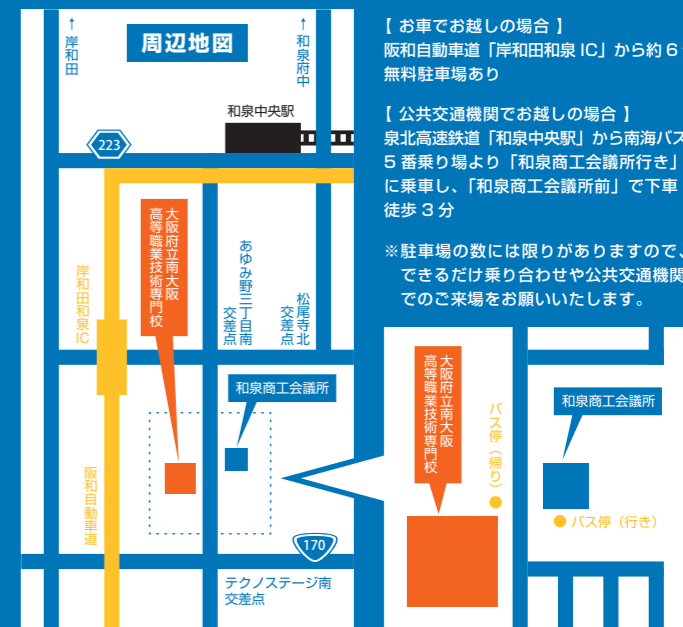 周辺地図
↑岸和田
↑和泉府中
和泉中央駅
223
大阪府立南大阪
高等職業技術専門校
岸和田和泉IC
あゆみ野三丁目南
交差点
松尾寺北
交差点
和泉商工会議所
阪和自動車道
170
テクノステージ南
交差点
【 お車でお越しの場合 】
阪和自動車道「岸和田和泉 IC」から約 6
無料駐車場あり
【 公共交通機関でお越しの場合 】
泉北高速鉄道「和泉中央駅」から南海バス
5 番乗り場より「和泉商工会議所行き」
に乗車し、「和泉商工会議所前」で下車
徒歩 3 分
※駐車場の数には限りがありますので、
できるだけ乗り合わせや公共交通機関
でのご来場をお願いいたします。
大阪府立南大阪
高等職業技術専門校
バス停（帰り）
和泉商工会議所
バス停（行き）